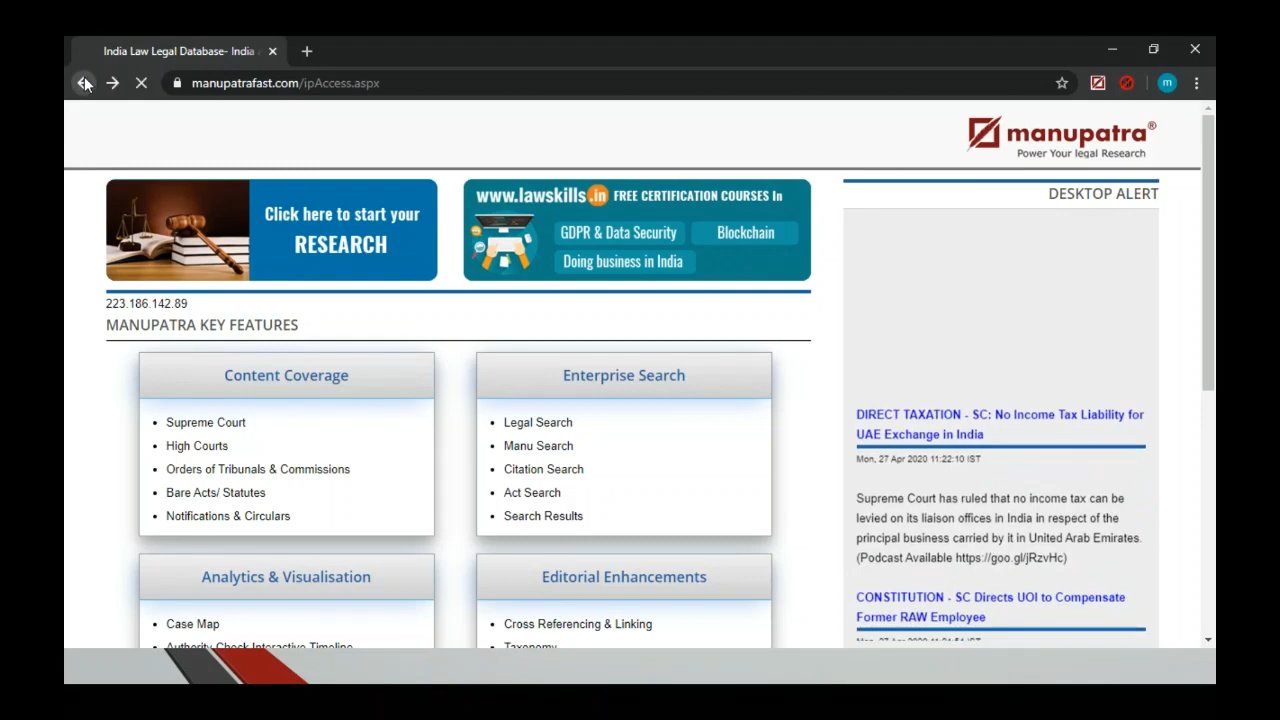 India Law Legal Database- India
manupatrafast.com/ipAccess.aspx
m
manupatra®
Power Your legal Research
Click here to start your
RESEARCH
www.lawskills.in FREE CERTIFICATION COURSES In
GDPR & Data Security
Blockchain
Doing business in India
DESKTOP ALERT
223.186.142.89
MANUPATRA KEY FEATURES
Content Coverage
• Supreme Court
• High Courts
• Orders of Tribunals & Commissions
• Bare Acts/ Statutes
• Notifications & Circulars
Enterprise Search
• Legal Search
• Manu Search
• Citation Search
• Act Search
• Search Results
DIRECT TAXATION - SC: No Income Tax Liability for
UAE Exchange in India
Mon, 27 Apr 2020 11:22:10 IST
Supreme Court has ruled that no income tax can be
levied on its liaison offices in India in respect of the
principal business carried by it in United Arab Emirates.
(Podcast Available https://goo.gl/jRzvHc)
CONSTITUTION - SC Directs UOI to Compensate
Former RAW Employee
Mon, 27 Apr 2020
Analytics & Visualisation
• Case Map
• Authority Check Interactive Timeline
Editorial Enhancements
• Cross Referencing & Linking
• Taxonomy